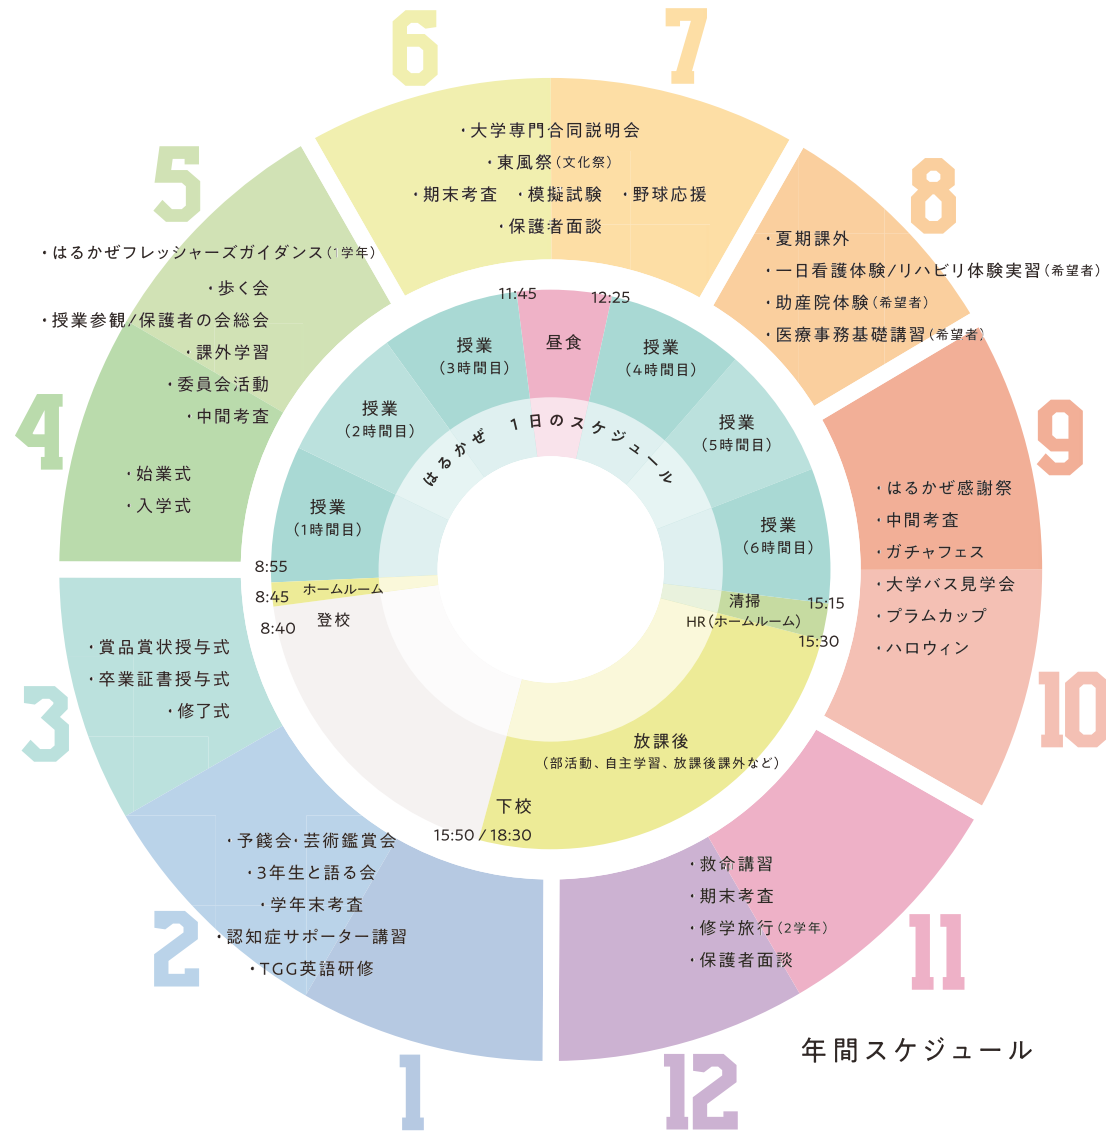 6
7
・大学専門合同説明会
・東風祭(文化祭)
・期末考査 ・模擬試験 ・野球応援
・保護者面談
5
・はるかぜフレッシャーズガイダンス(1学年)
・歩く会
・授業参観/保護者の会総会
・課外学習
・委員会活動
・中間考査
8
・夏期課外
・一日看護体験/リハビリ体験実習(希望者)
・助産院体験(希望者)
・医療事務基礎講習(希望者)
4
・始業式
・入学式
9
・はるかぜ感謝祭
・中間考査
・ガチャフェス
・大学バス見学会
・プラムカップ
・ハロウィン
10
3
・賞品賞状授与式
・卒業証書授与式
・修了式
2
・予餞会・芸術鑑賞会
・3年生と語る会
・学年末考査
・認知症サポーター講習
・TGG英語研修
1
11
・救命講習
・期末考査
・修学旅行(2学年)
・保護者面談
12
年間スケジュール
はるかぜ 1日のスケジュール
8:40
登校
8:45
ホームルーム
8:55
授業
(1時間目)
授業
(2時間目)
授業
(3時間目)
11:45
昼食
12:25
授業
(4時間目)
授業
(5時間目)
授業
(6時間目)
15:15
清掃
HR(ホームルーム)
15:30
放課後
(部活動、自主学習、放課後課外など)
下校
15:50 / 18:30